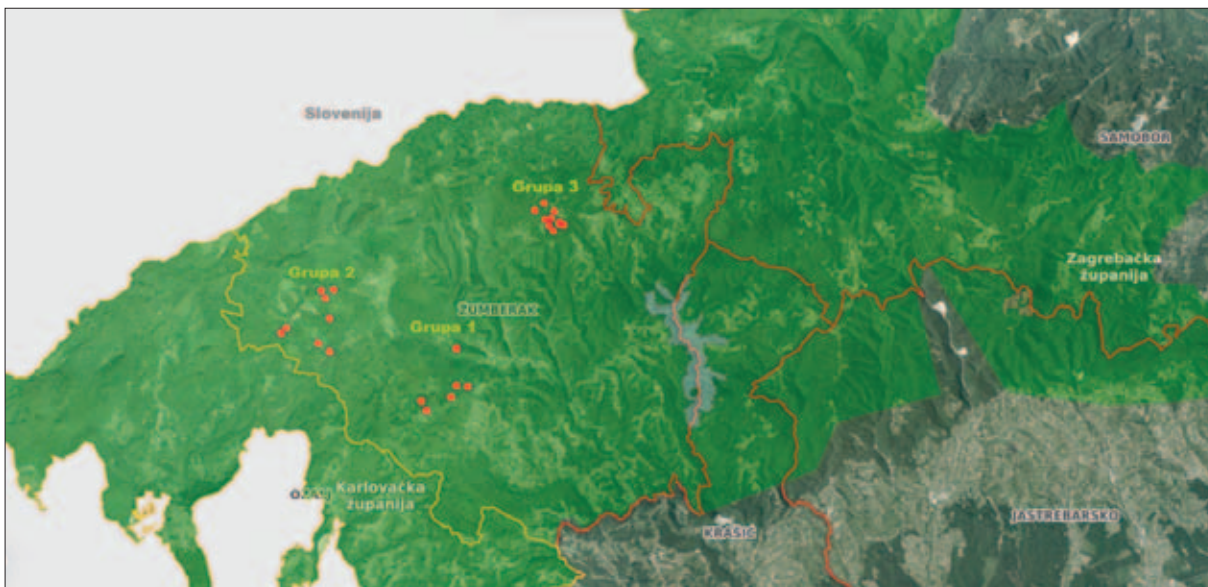 Slovenija
SAMOBOR
Grupa 3
Zagrebačka
županija
Grupa 2
ŽUMBERAK
Grupa 1
Karlovačka
županija
JASTREBARSKO
KRAŠIĆ